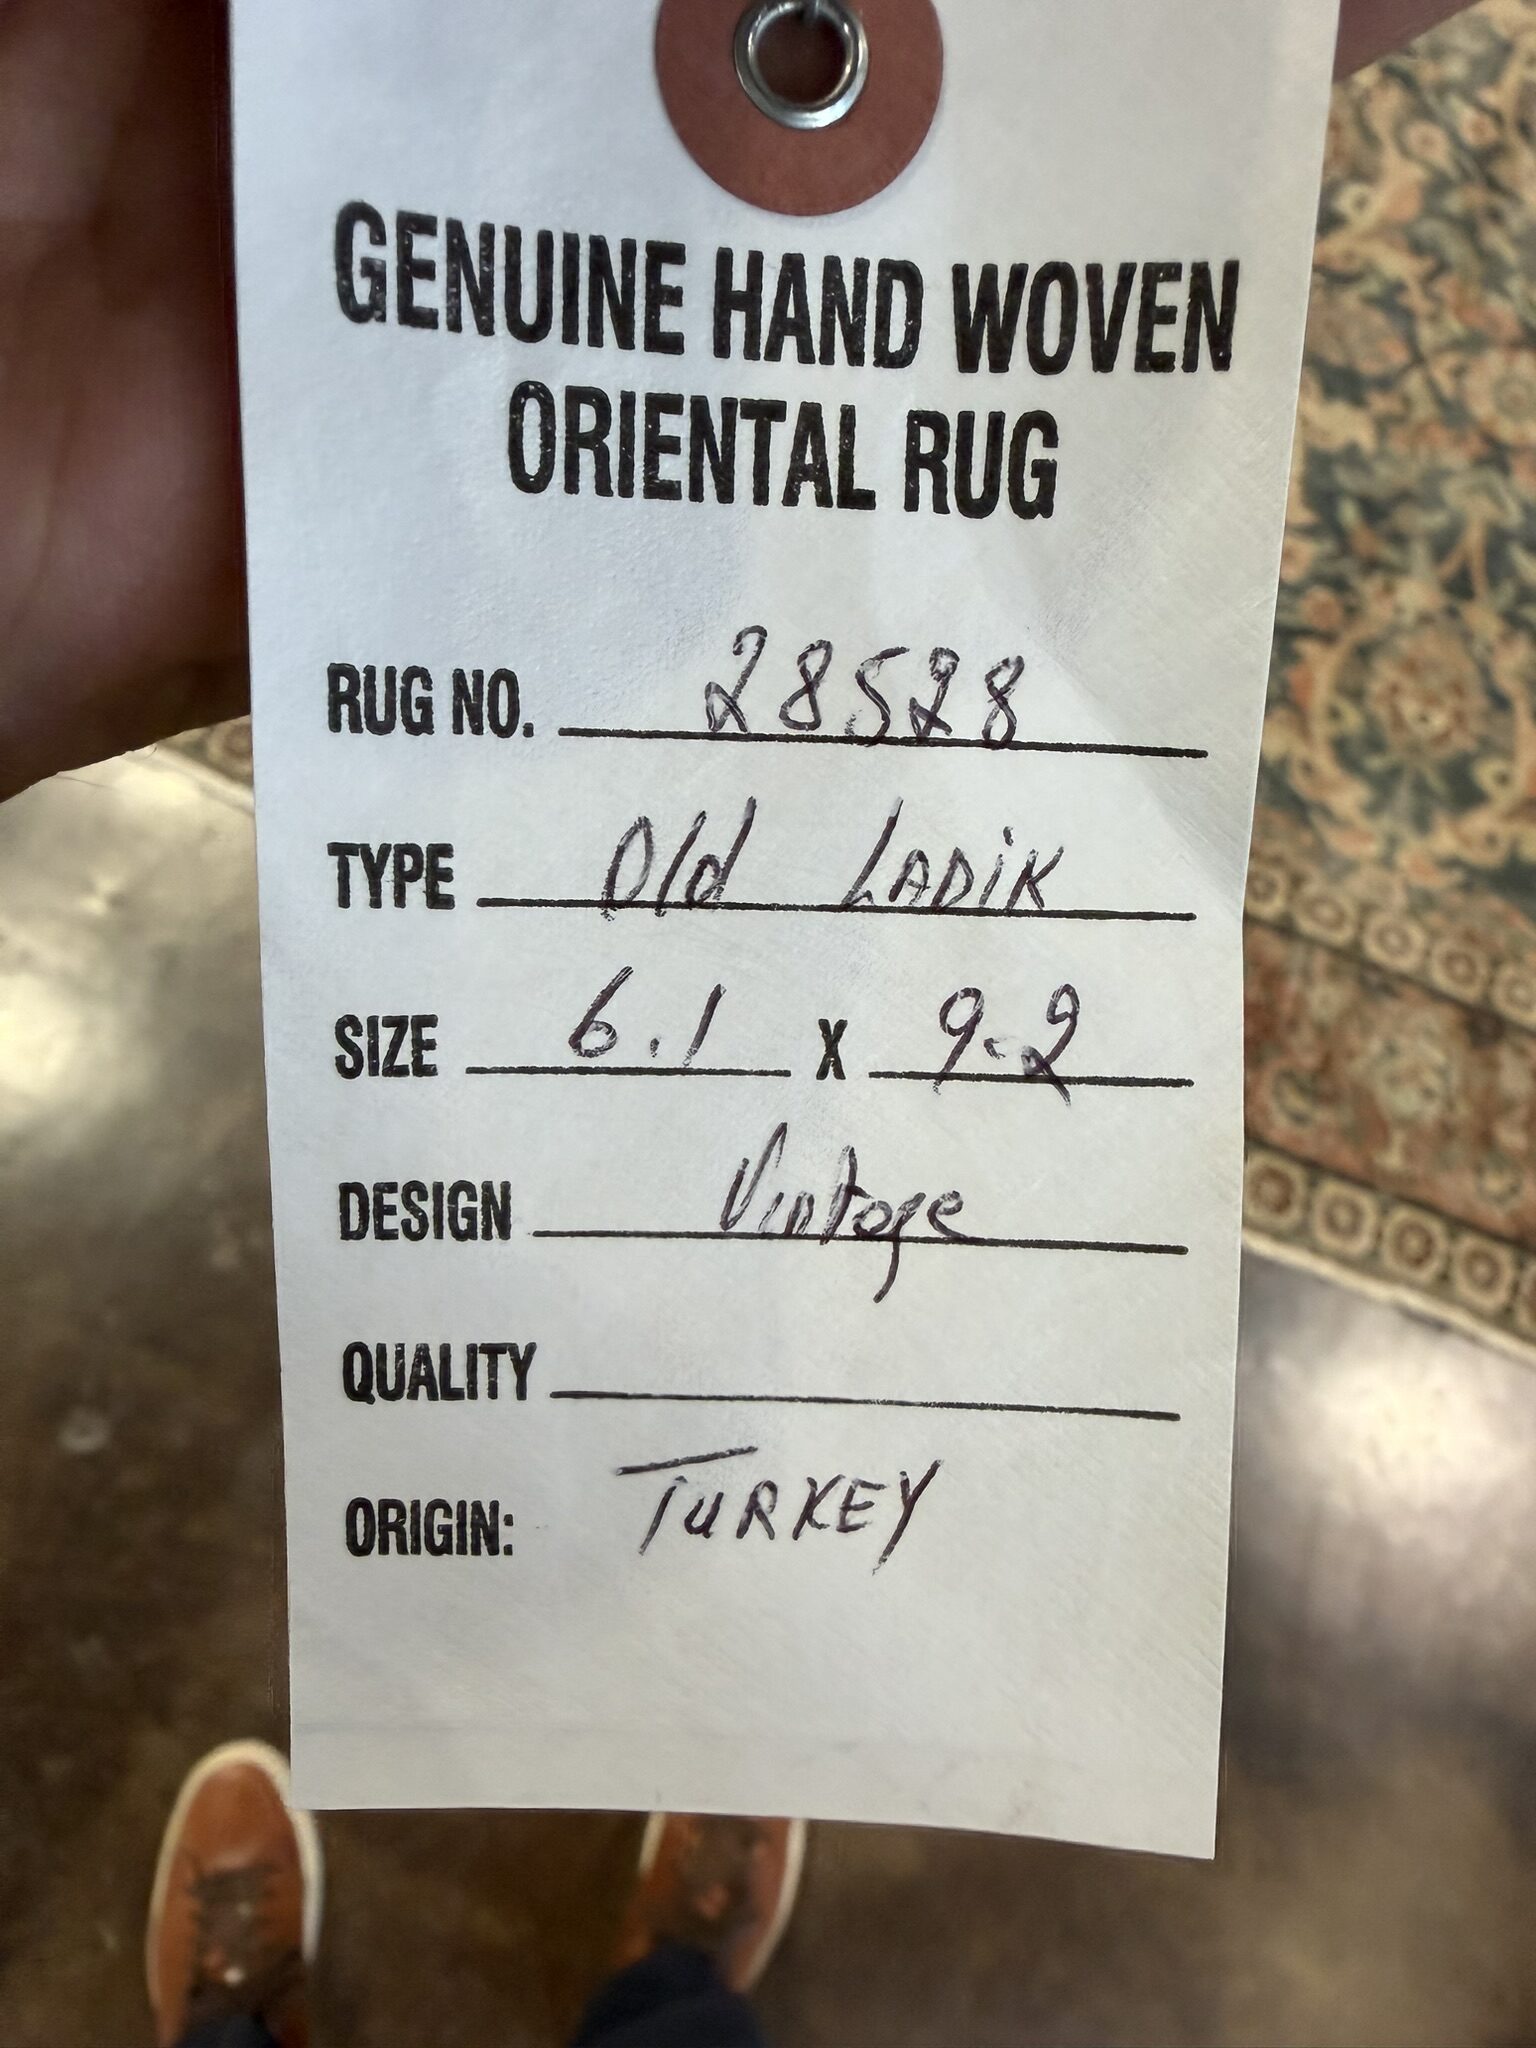 GENUINE HAND WOVEN
ORIENTAL RUG
RUG NO. 28528
TYPE Old LADiK
SIZE 6.1 X 9-2
DESIGN Vintage
QUALITY
ORIGIN: TURKEY